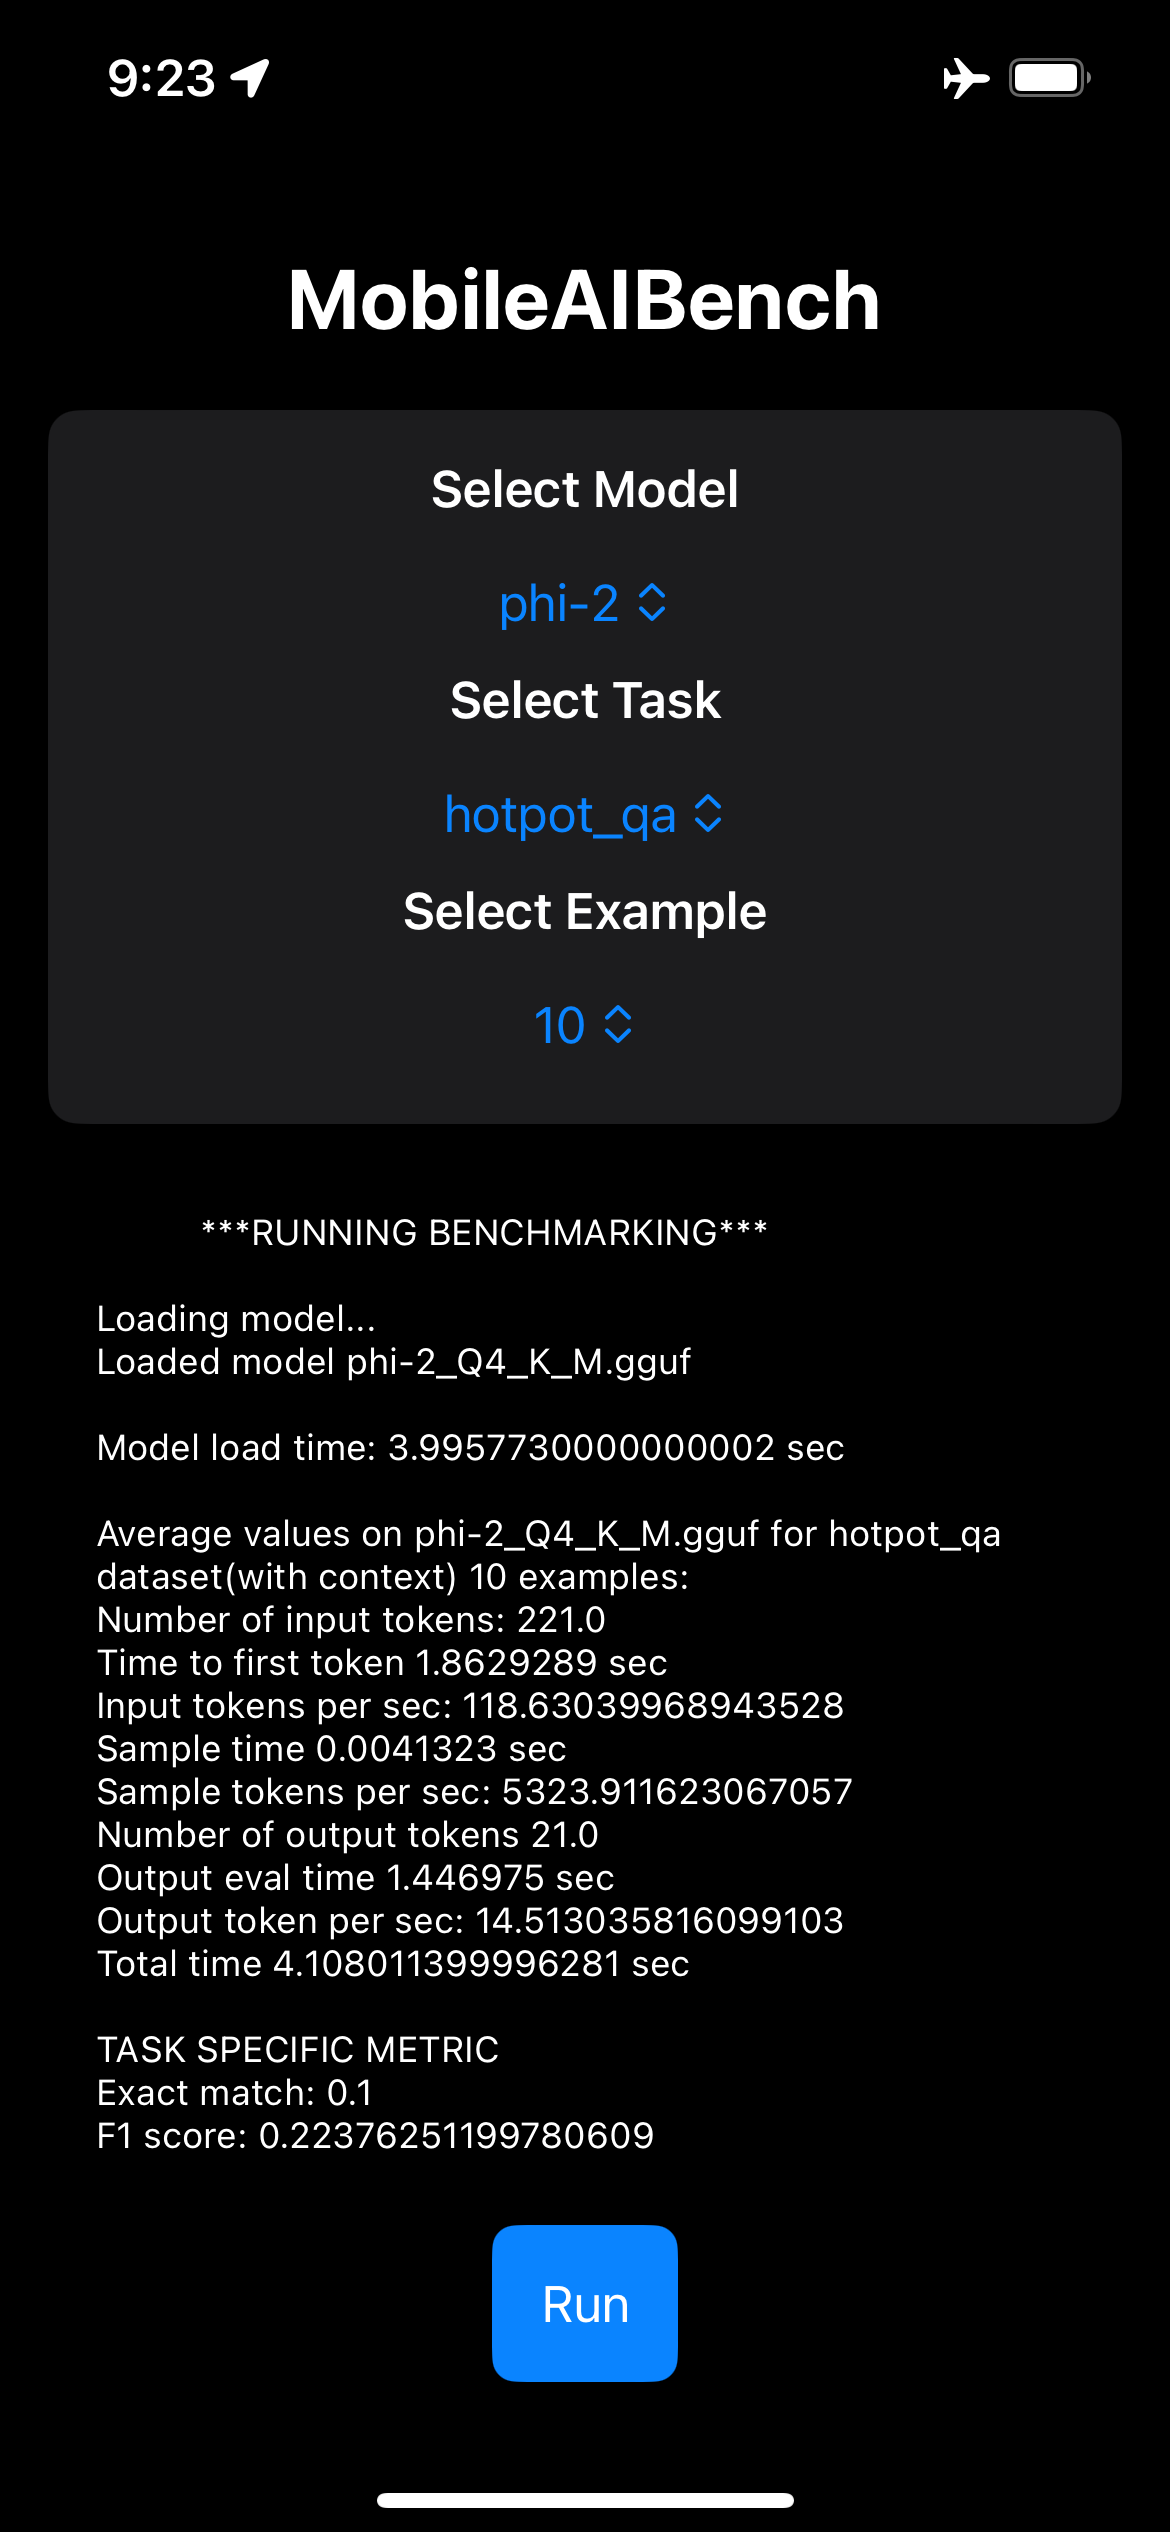 9:23
MobileAIBench
Select Model
phi-2
Select Task
hotpot_qa
Select Example
10
***RUNNING BENCHMARKING***
Loading model...
Loaded model phi-2_Q4_K_M.gguf
Model load time: 3.9957730000000002 sec
Average values on phi-2_Q4_K_M.gguf for hotpot_qa
dataset(with context) 10 examples:
Number of input tokens: 221.0
Time to first token 1.8629289 sec
Input tokens per sec: 118.63039968943528
Sample time 0.0041323 sec
Sample tokens per sec: 5323.911623067057
Number of output tokens 21.0
Output eval time 1.446975 sec
Output token per sec: 14.513035816099103
Total time 4.108011399996281 sec
TASK SPECIFIC METRIC
Exact match: 0.1
F1 score: 0.22376251199780609
Run